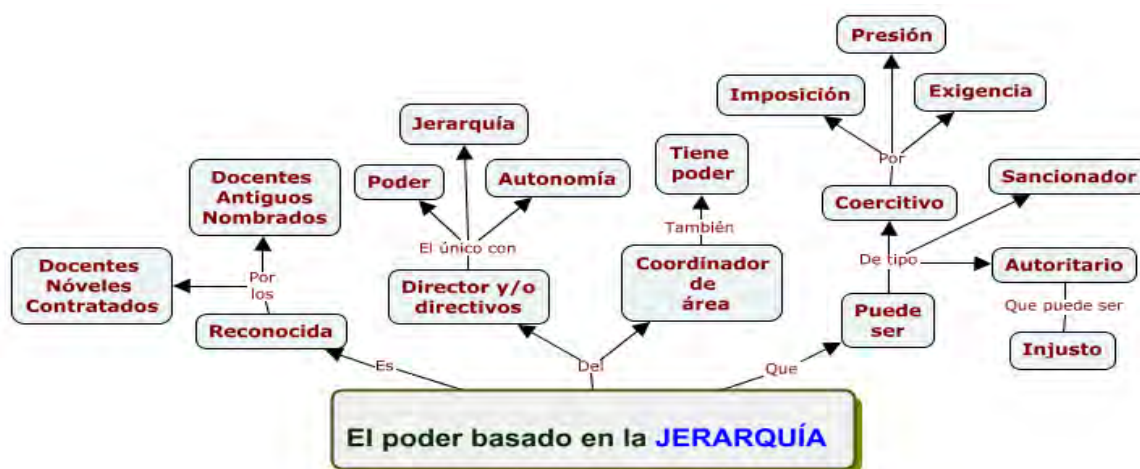 Presión
Imposición
Exigencia
Por
Jerarquía
Poder
Autonomía
El único con
Tiene
poder
También
Docentes
Antiguos
Nombrados
Docentes
Nóveles
Contratados
Por
los
Reconocida
Es
Director y/o
directivos
Coordinador
de
área
Del
Coercitivo
Sancionador
De tipo
Autoritario
Que puede ser
Injusto
Puede
ser
Que
El poder basado en la JERARQUÍA